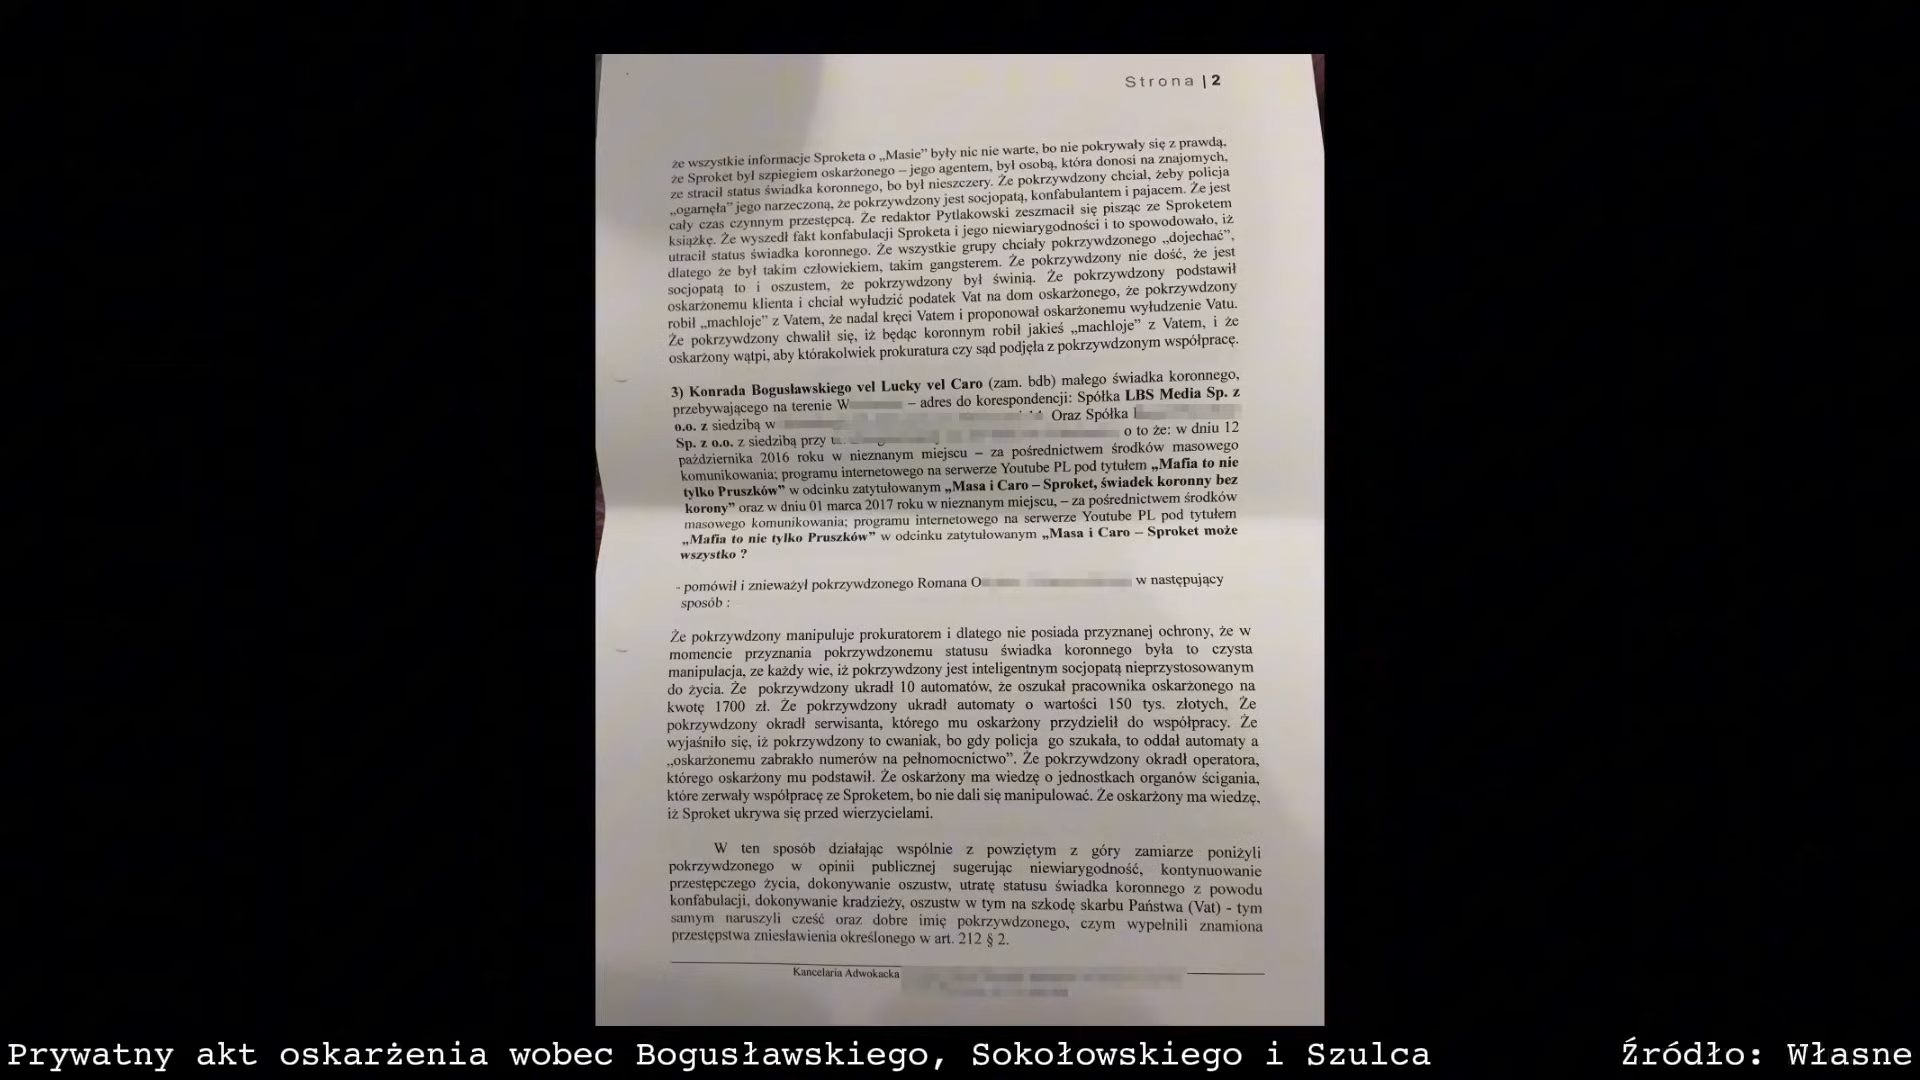 Strona | 2
że wszystkie informacje Sproketa o „Masie” były nic nie warte, bo nie pokrywały się z prawdą,
że Sproket był szpiegiem oskarżonego – jego agentem, był osobą, która donosi na znajomych,
ze stracił status świadka koronnego, bo był nieszczery. Że pokrzywdzony chciał, żeby policja
„ogarnęła” jego narzeczoną, że pokrzywdzony jest socjopatą, konfabulantem i pajacem. Że jest
cały czas czynnym przestępcą. Że redaktor Pytlakowski zeszmacił się pisząc ze Sproketem
książkę. Że wyszedł fakt konfabulacji Sproketa i jego niewiarygodności i to spowodowało, iż
utracił status świadka koronnego. Że wszystkie grupy chciały pokrzywdzonego „dojechać”,
dlatego że był takim człowiekiem, takim gangsterem. Że pokrzywdzony nie dość, że jest
socjopatą to i oszustem, że pokrzywdzony był świnią. Że pokrzywdzony podstawił
oskarżonemu klienta i chciał wyłudzić podatek Vat na dom oskarżonego, że pokrzywdzony
robił „machloje” z Vatem, że nadal kręci Vatem i proponował oskarżonemu wyłudzenie Vatu.
Że pokrzywdzony chwalił się, iż będąc koronnym robił jakieś „machloje” z Vatem, i że
oskarżony wątpi, aby którakolwiek prokuratura czy sąd podjęła z pokrzywdzonym współpracę.
3) Konrada Bogusławskiego vel Lucky vel Caro (zam. bdb) małego świadka koronnego,
przebywającego na terenie W – adres do korespondencji: Spółka LBS Media Sp. z
o.o. z siedzibą w Oraz Spółka
Sp. z o.o. z siedzibą przy o to że: w dniu 12
października 2016 roku w nieznanym miejscu – za pośrednictwem środków masowego
komunikowania; programu internetowego na serwerze Youtube PL pod tytułem „Mafia to nie
tylko Pruszków” w odcinku zatytułowanym „Masa i Caro – Sproket, świadek koronny bez
korony” oraz w dniu 01 marca 2017 roku w nieznanym miejscu, – za pośrednictwem środków
masowego komunikowania; programu internetowego na serwerze Youtube PL pod tytułem
„Mafia to nie tylko Pruszków” w odcinku zatytułowanym „Masa i Caro – Sproket może
wszystko ?
- pomówił i znieważył pokrzywdzonego Romana O w następujący
sposób :
Że pokrzywdzony manipuluje prokuratorem i dlatego nie posiada przyznanej ochrony, że w
momencie przyznania pokrzywdzonemu statusu świadka koronnego była to czysta
manipulacja, ze każdy wie, iż pokrzywdzony jest inteligentnym socjopatą nieprzystosowanym
do życia. Że pokrzywdzony ukradł 10 automatów, że oszukał pracownika oskarżonego na
kwotę 1700 zł. Że pokrzywdzony ukradł automaty o wartości 150 tys. złotych, Że
pokrzywdzony okradł serwisanta, którego mu oskarżony przydzielił do współpracy. Że
wyjaśniło się, iż pokrzywdzony to cwaniak, bo gdy policja go szukała, to oddał automaty a
„oskarżonemu zabrakło numerów na pełnomocnictwo”. Że pokrzywdzony okradł operatora,
którego oskarżony mu podstawił. Że oskarżony ma wiedzę o jednostkach organów ścigania,
które zerwały współpracę ze Sproketem, bo nie dali się manipulować. Że oskarżony ma wiedzę,
iż Sproket ukrywa się przed wierzycielami.
W ten sposób działając wspólnie z powziętym z góry zamiarze poniżyli
pokrzywdzonego w opinii publicznej sugerując niewiarygodność, kontynuowanie
przestępczego życia, dokonywanie oszustw, utratę statusu świadka koronnego z powodu
konfabulacji, dokonywanie kradzieży, oszustw w tym na szkodę skarbu Państwa (Vat) - tym
samym naruszyli cześć oraz dobre imię pokrzywdzonego, czym wypełnili znamiona
przestępstwa zniesławienia określonego w art. 212 § 2.
Kancelaria Adwokacka
Prywatny akt oskarżenia wobec Bogusławskiego, Sokołowskiego i Szulca
Źródło: Własne